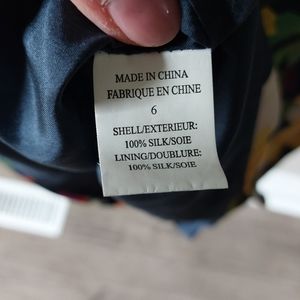 MADE IN CHINA
FABRIQUE EN CHINE
6
SHELL/EXTERIEUR:
100% SILK/SOIE
LINING/DOUBLURE:
100% SILK/SOIE